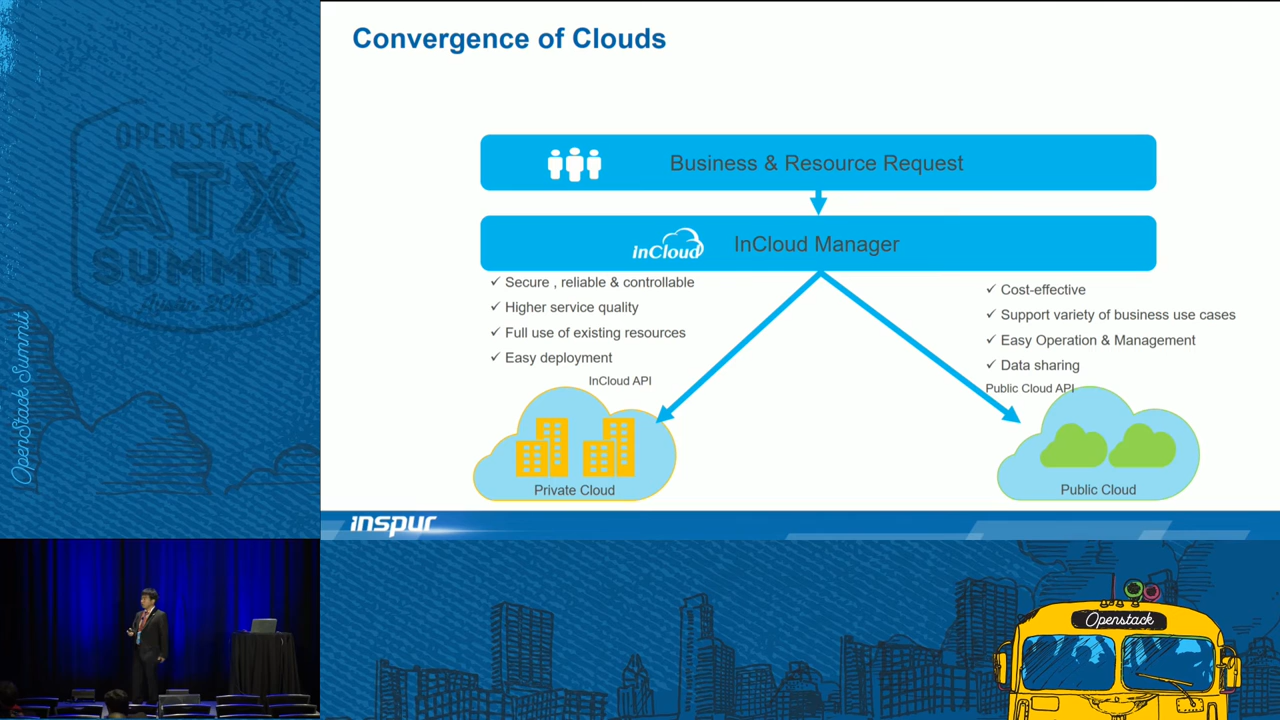 Convergence of Clouds
OPENSTACK
ATX
SUMMIT
Austin 2016
OpenStack Summit
Business & Resource Request
inCloud
InCloud Manager
✓ Secure , reliable & controllable
✓ Higher service quality
✓ Full use of existing resources
✓ Easy deployment
InCloud API
Private Cloud
✓ Cost-effective
✓ Support variety of business use cases
✓ Easy Operation & Management
✓ Data sharing
Public Cloud API
Public Cloud
inspur
Openstack